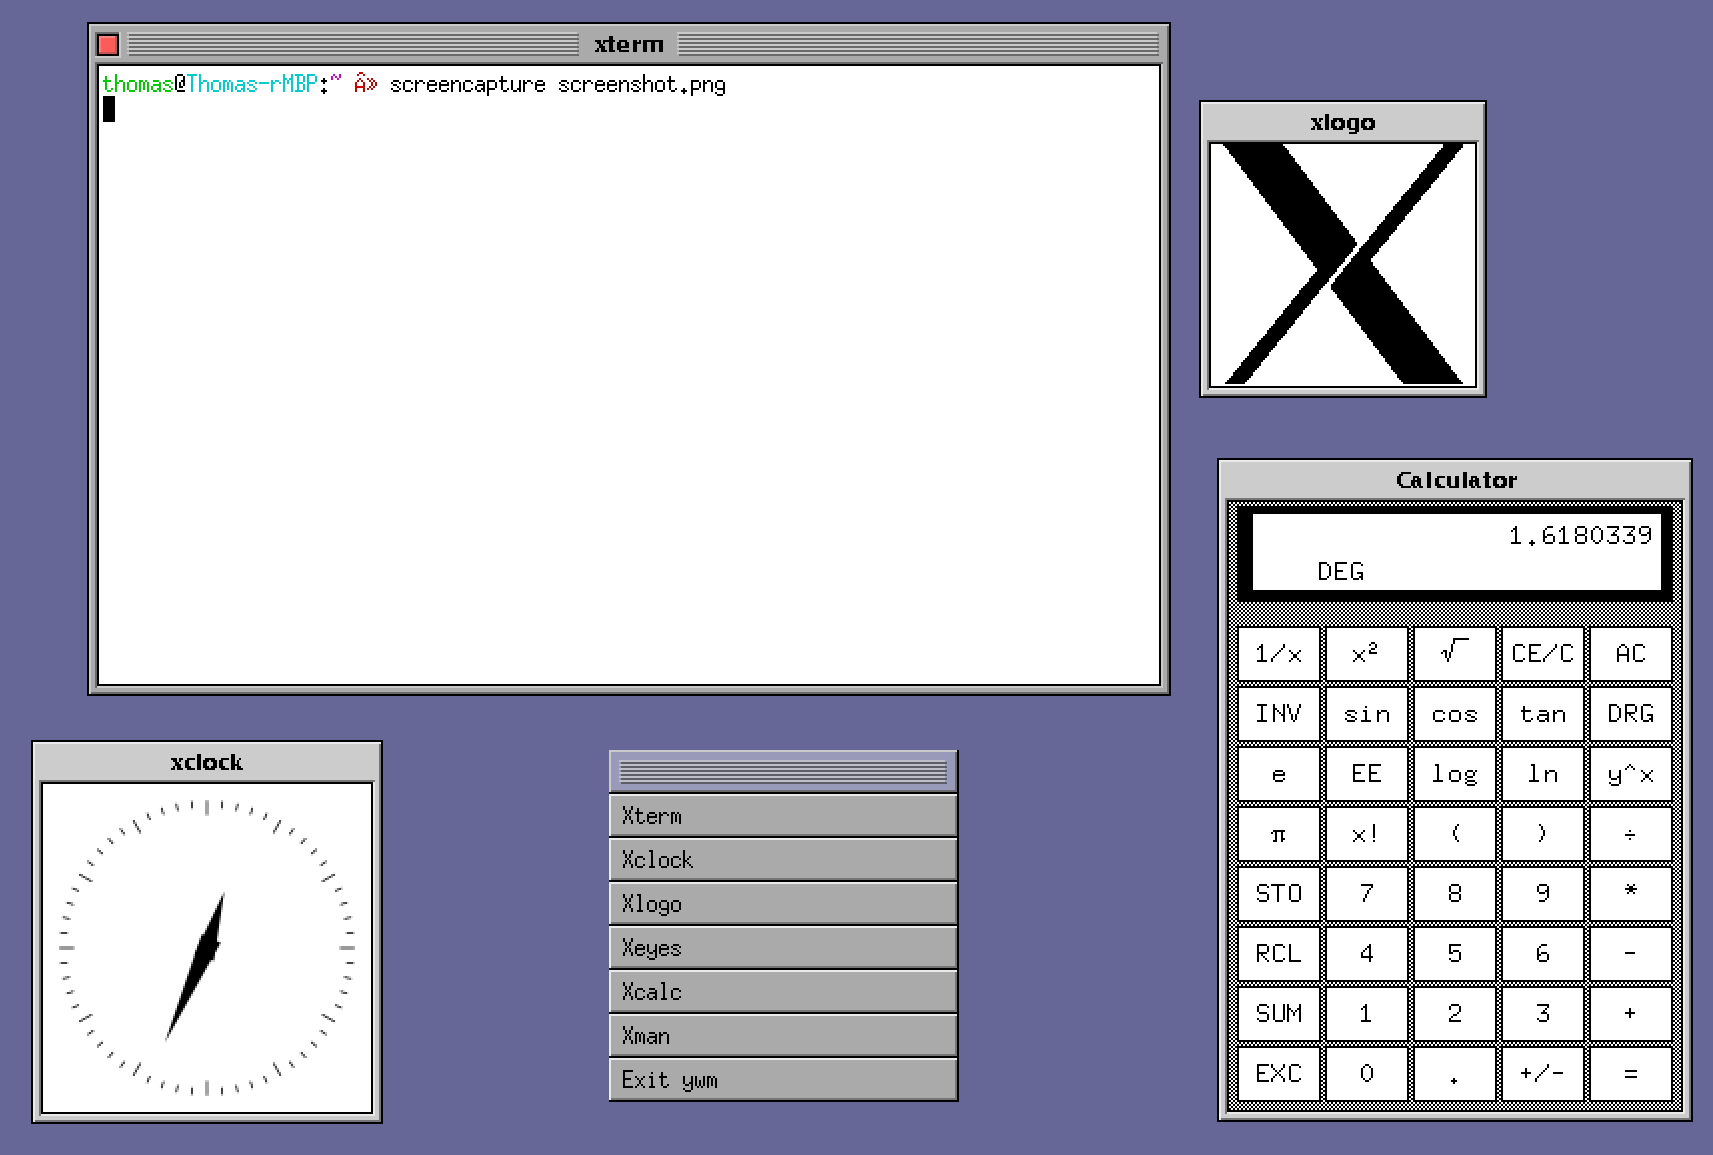 xterm
thomas@Thomas-rMBP:~ Â» screencapture screenshot.png
xlogo
Calculator
1.6180339
DEG
1/x x² √ CE/C AC
INV sin cos tan DRG
e EE log ln y^x
π x! ( ) ÷
STO 7 8 9 *
RCL 4 5 6 -
SUM 1 2 3 +
EXC 0 . +/- =
xclock
Xterm
Xclock
Xlogo
Xeyes
Xcalc
Xman
Exit ywm